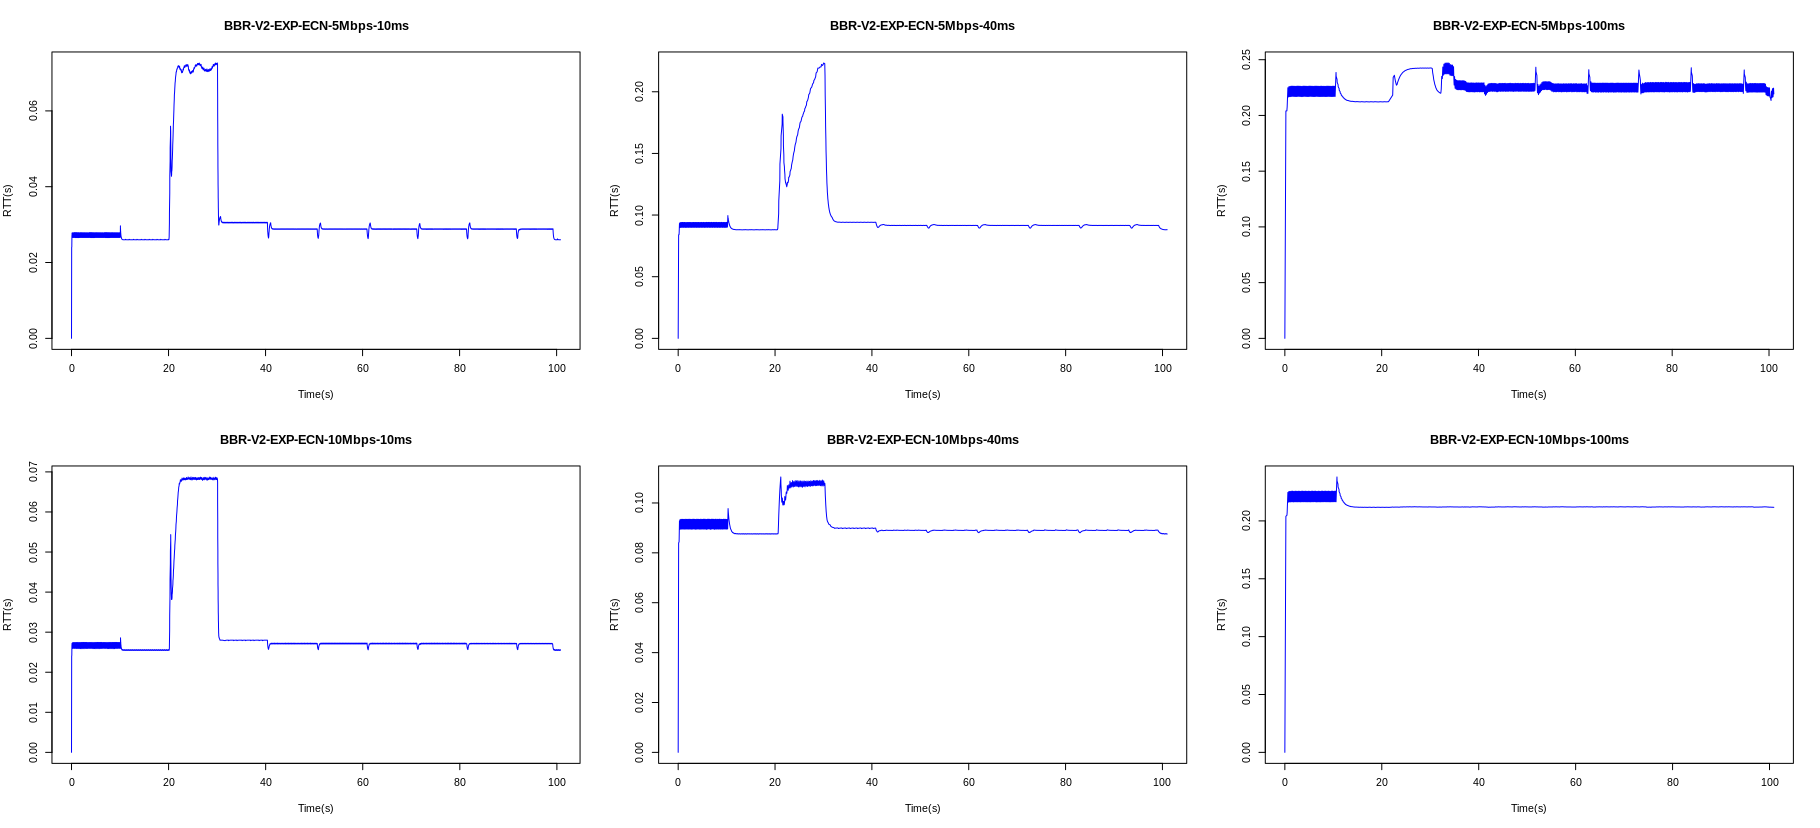 BBR-V2-EXP-ECN-5Mbps-10ms
RTT(s)
0.00 0.02 0.04 0.06
0 20 40 60 80 100
Time(s)
BBR-V2-EXP-ECN-5Mbps-40ms
RTT(s)
0.00 0.05 0.10 0.15 0.20
0 20 40 60 80 100
Time(s)
BBR-V2-EXP-ECN-5Mbps-100ms
RTT(s)
0.00 0.05 0.10 0.15 0.20 0.25
0 20 40 60 80 100
Time(s)
BBR-V2-EXP-ECN-10Mbps-10ms
RTT(s)
0.00 0.01 0.02 0.03 0.04 0.05 0.06 0.07
0 20 40 60 80 100
Time(s)
BBR-V2-EXP-ECN-10Mbps-40ms
RTT(s)
0.00 0.02 0.04 0.06 0.08 0.10
0 20 40 60 80 100
Time(s)
BBR-V2-EXP-ECN-10Mbps-100ms
RTT(s)
0.00 0.05 0.10 0.15 0.20
0 20 40 60 80 100
Time(s)